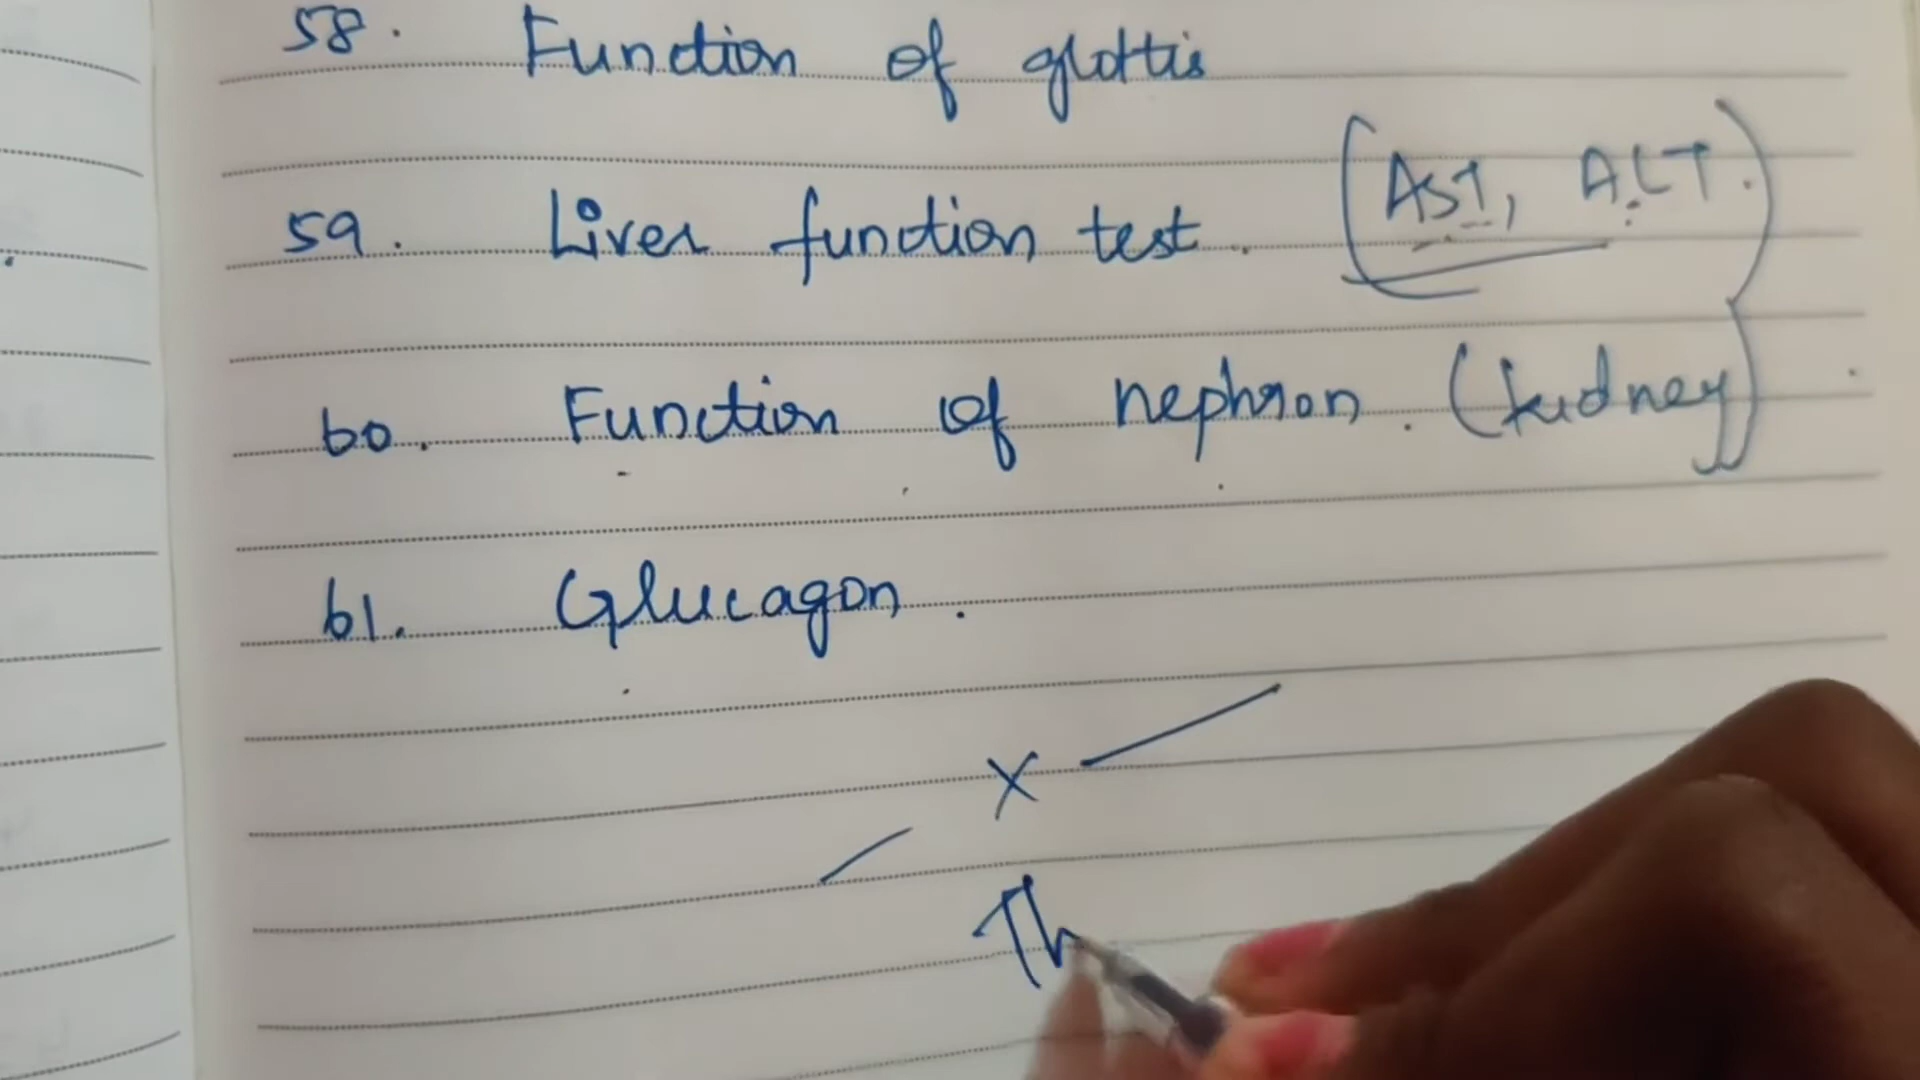 58. Function of glottis
59. Liver function test. (AST, ALT.)
60. Function of nephron. (kidney)
61. Glucagon.
x
Th